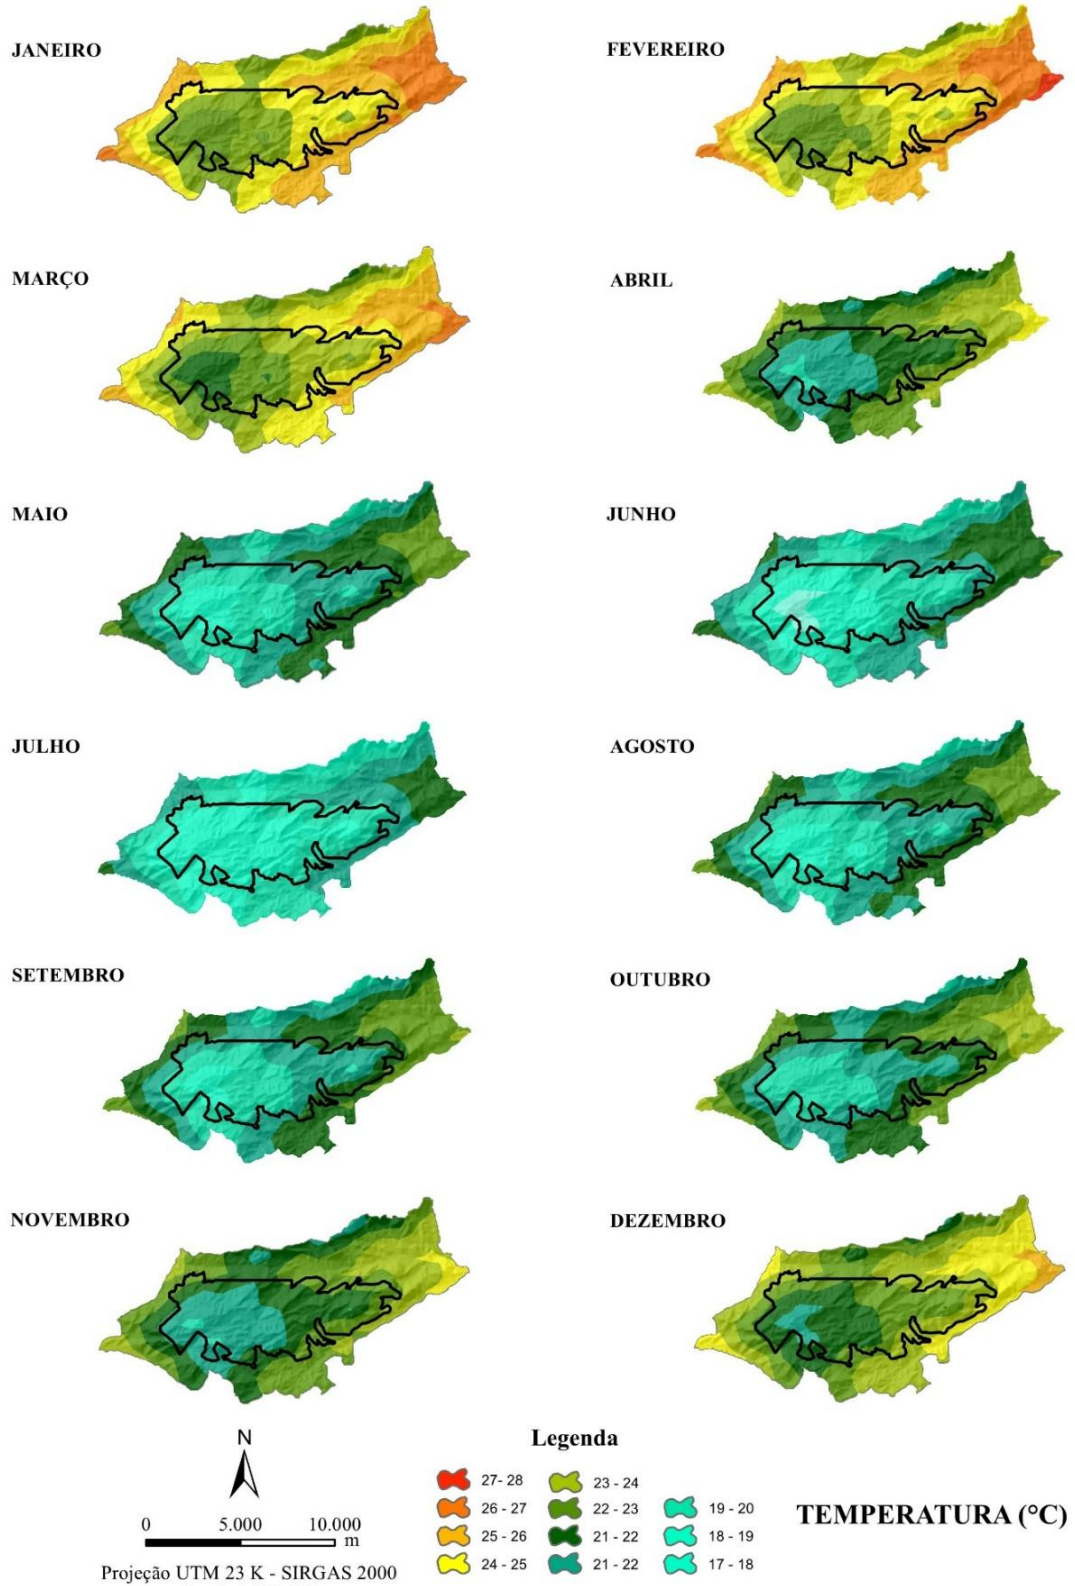 JANEIRO
FEVEREIRO
MARÇO
ABRIL
MAIO
JUNHO
JULHO
AGOSTO
SETEMBRO
OUTUBRO
NOVEMBRO
DEZEMBRO
N
0 5.000 10.000
m
Projeção UTM 23 K - SIRGAS 2000
Legenda
27- 28
26 - 27
25 - 26
24 - 25
23 - 24
22 - 23
21 - 22
21 - 22
19 - 20
18 - 19
17 - 18
TEMPERATURA (°C)